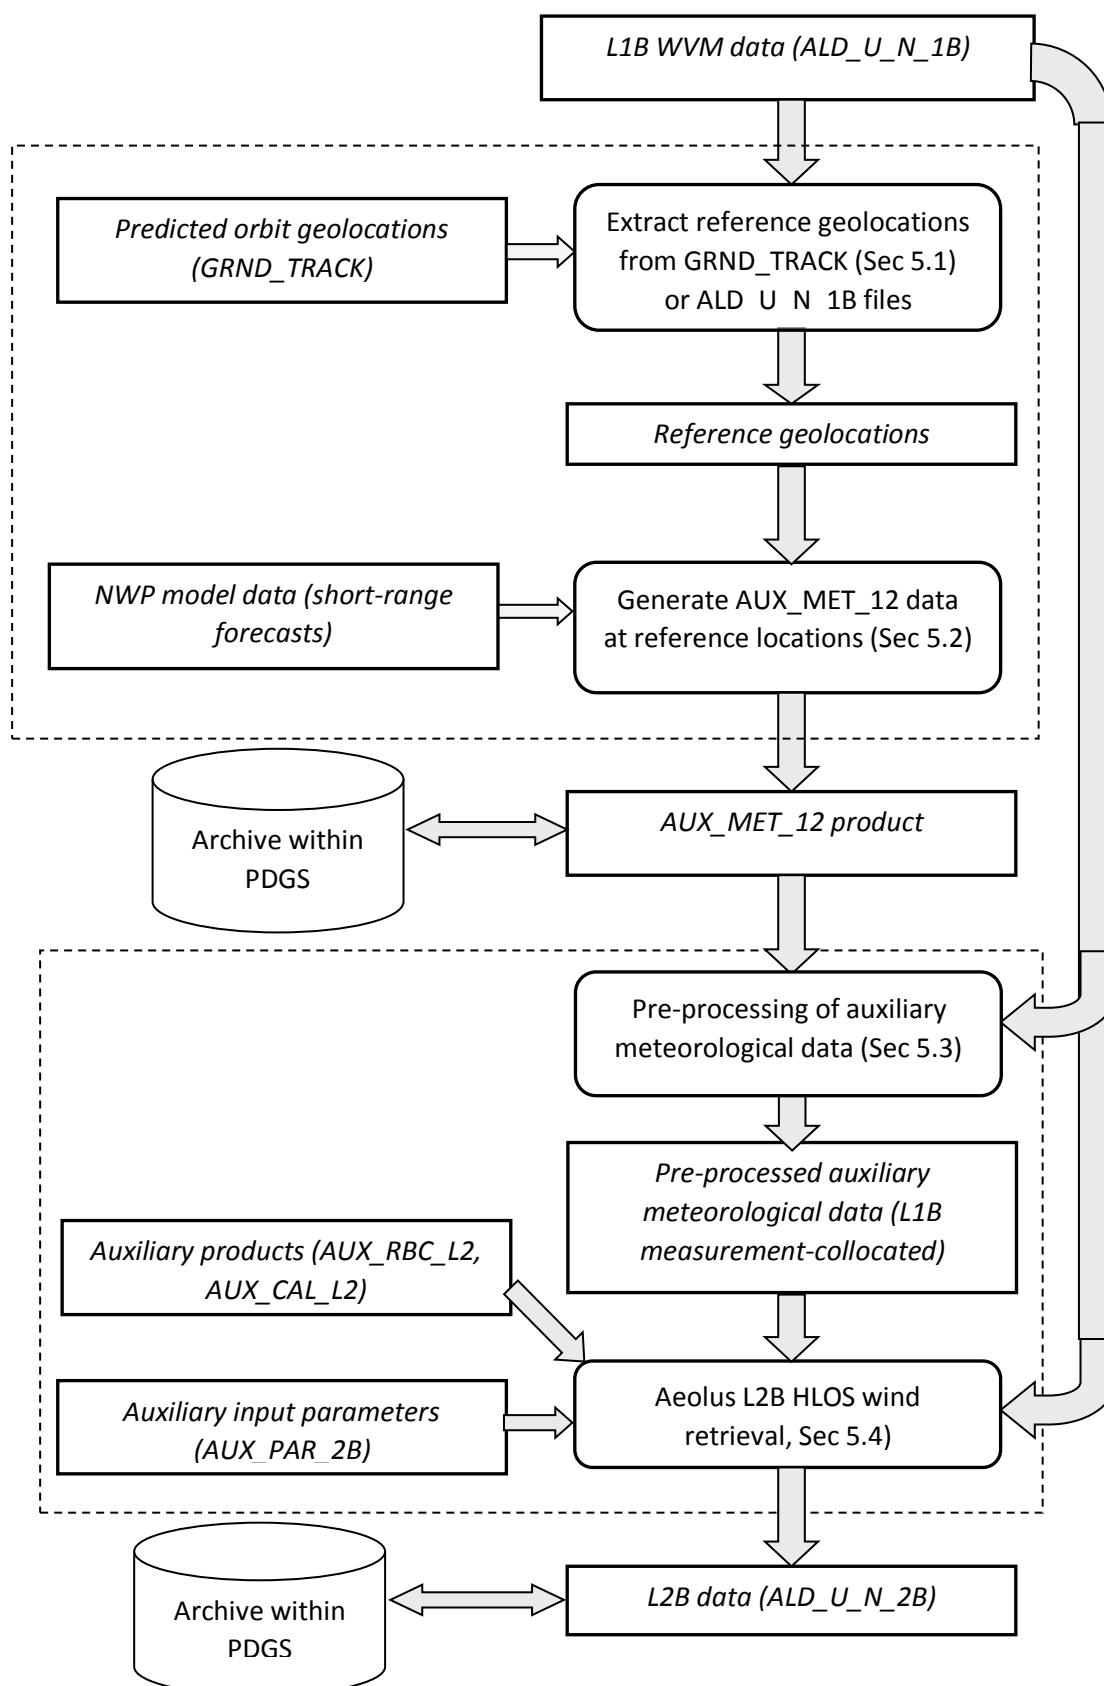 L1B WVM data (ALD_U_N_1B)
Predicted orbit geolocations
(GRND_TRACK)
Extract reference geolocations
from GRND_TRACK (Sec 5.1)
or ALD_U_N_1B files
Reference geolocations
NWP model data (short-range
forecasts)
Generate AUX_MET_12 data
at reference locations (Sec 5.2)
Archive within
PDGS
AUX_MET_12 product
Pre-processing of auxiliary
meteorological data (Sec 5.3)
Pre-processed auxiliary
meteorological data (L1B
measurement-collocated)
Auxiliary products (AUX_RBC_L2,
AUX_CAL_L2)
Auxiliary input parameters
(AUX_PAR_2B)
Aeolus L2B HLOS wind
retrieval, Sec 5.4)
Archive within
PDGS
L2B data (ALD_U_N_2B)